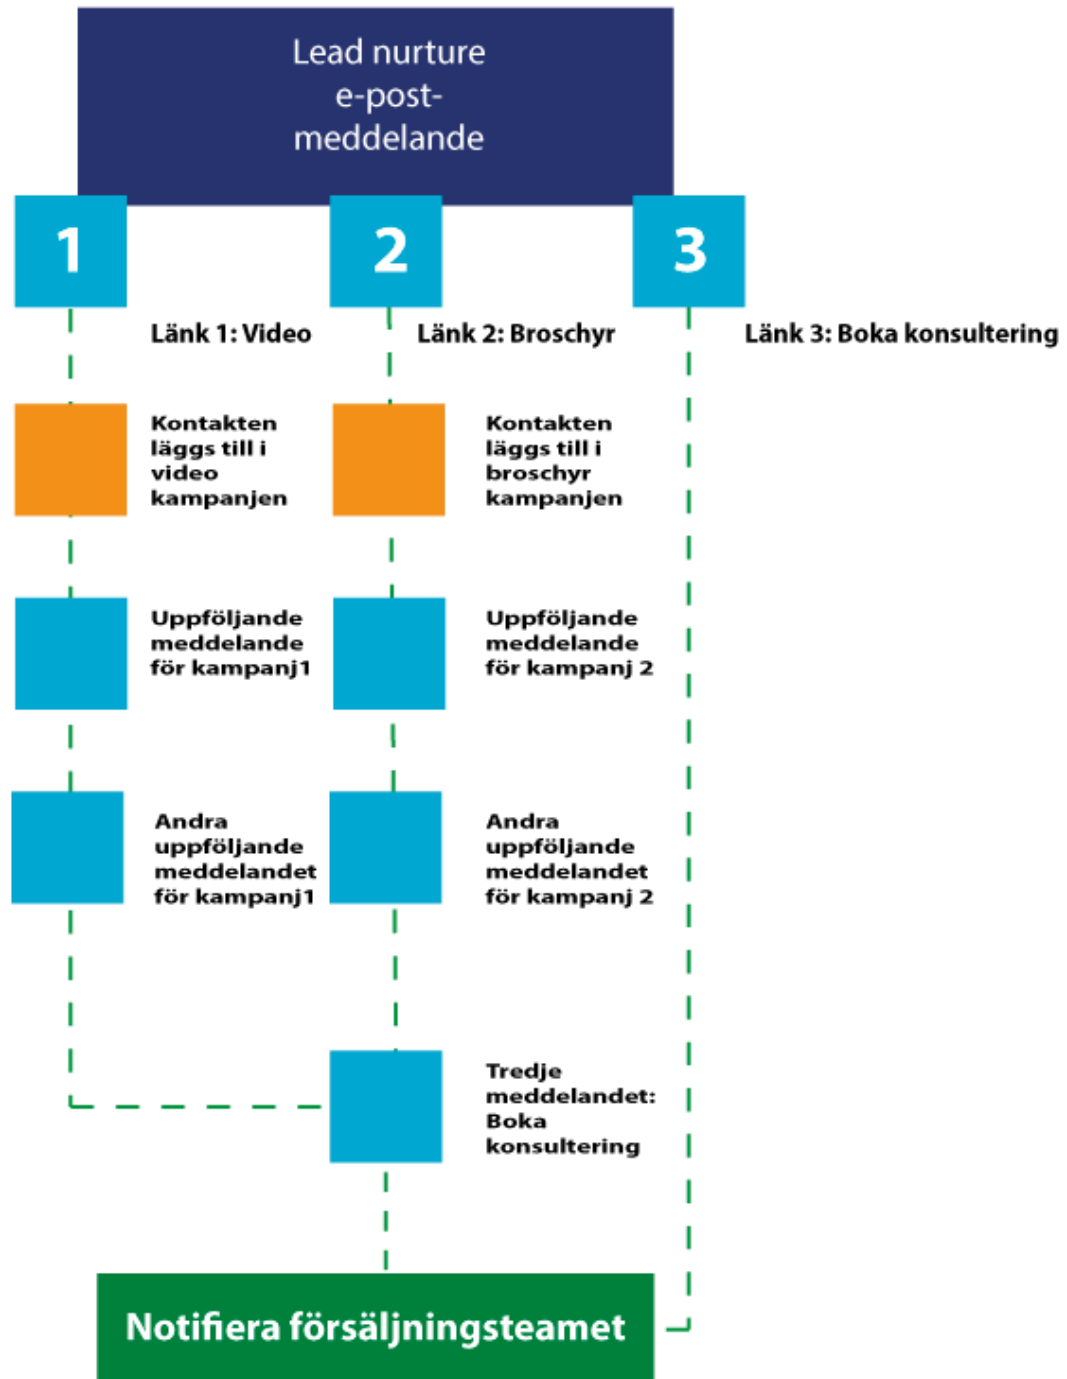 Lead nurture
e-post-
meddelande
1
2
3
Länk 1: Video
Länk 2: Broschyr
Länk 3: Boka konsultering
Kontakten
läggs till i
video
kampanjen
Kontakten
läggs till i
broschyr
kampanjen
Uppföljande
meddelande
för kampanj1
Uppföljande
meddelande
för kampanj 2
Andra
uppföljande
meddelandet
för kampanj1
Andra
uppföljande
meddelandet
för kampanj 2
Tredje
meddelandet:
Boka
konsultering
Notifiera försäljningsteamet